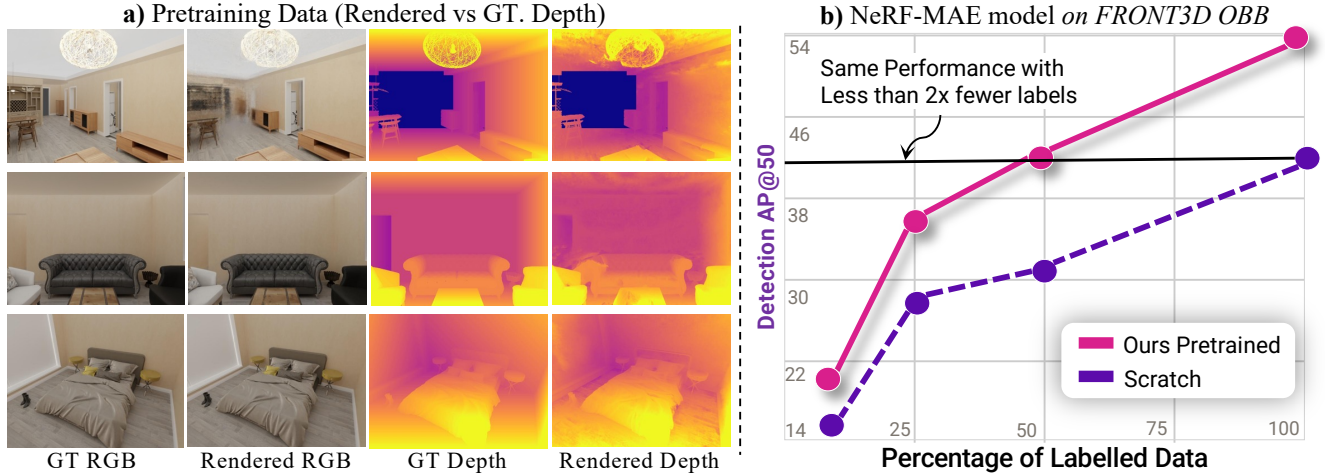 a) Pretraining Data (Rendered vs GT. Depth)
GT RGB
Rendered RGB
GT Depth
Rendered Depth
b) NeRF-MAE model on FRONT3D OBB
Same Performance with
Less than 2x fewer labels
Detection AP@50
54
46
38
30
22
14
25
50
75
100
Ours Pretrained
Scratch
Percentage of Labelled Data